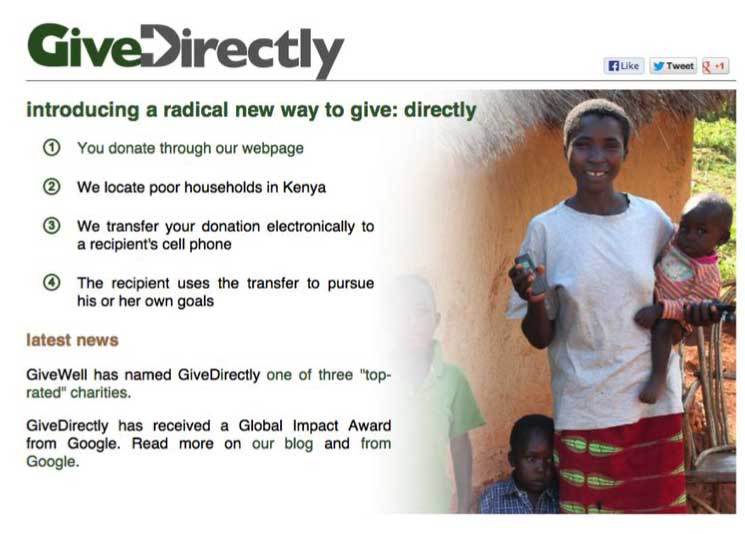 GiveDirectly
Like
Tweet
+1
introducing a radical new way to give: directly
1 You donate through our webpage
2 We locate poor households in Kenya
3 We transfer your donation electronically to
a recipient's cell phone
4 The recipient uses the transfer to pursue
his or her own goals
latest news
GiveWell has named GiveDirectly one of three "top-
rated" charities.
GiveDirectly has received a Global Impact Award
from Google. Read more on our blog and from
Google.